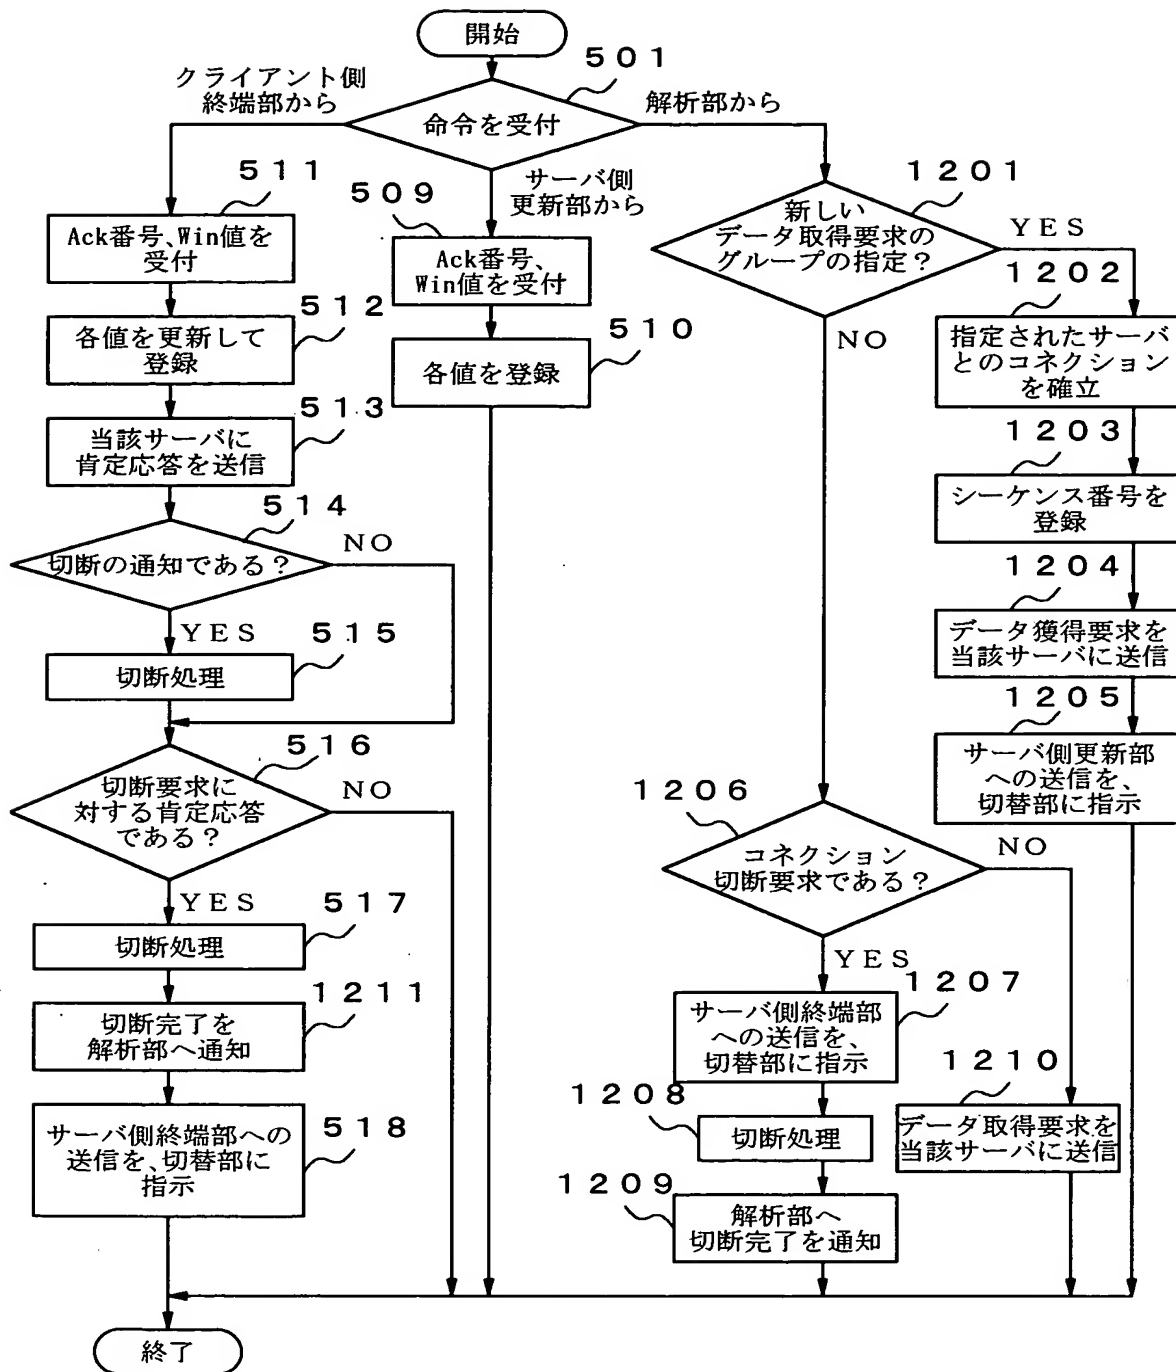 開始
501
クライアント側
終端部から
命令を受付
解析部から
サーバ側
更新部から
511
Ack番号、Win値を
受付
512
各値を更新して
登録
513
当該サーバに
肯定応答を送信
514
切断の通知である?
NO
YES
515
切断処理
516
切断要求に
対する肯定応答
である?
NO
YES
517
切断処理
1211
切断完了を
解析部へ通知
518
サーバ側終端部への
送信を、切替部に
指示
509
Ack番号、
Win値を受付
510
各値を登録
1201
新しい
データ取得要求の
グループの指定?
YES
NO
1202
指定されたサーバ
とのコネクション
を確立
1203
シーケンス番号を
登録
1204
データ獲得要求を
当該サーバに送信
1205
サーバ側更新部
への送信を、
切替部に指示
1206
コネクション
切断要求である?
NO
YES
1207
サーバ側終端部
への送信を、
切替部に指示
1208
切断処理
1209
解析部へ
切断完了を通知
1210
データ取得要求を
当該サーバに送信
終了